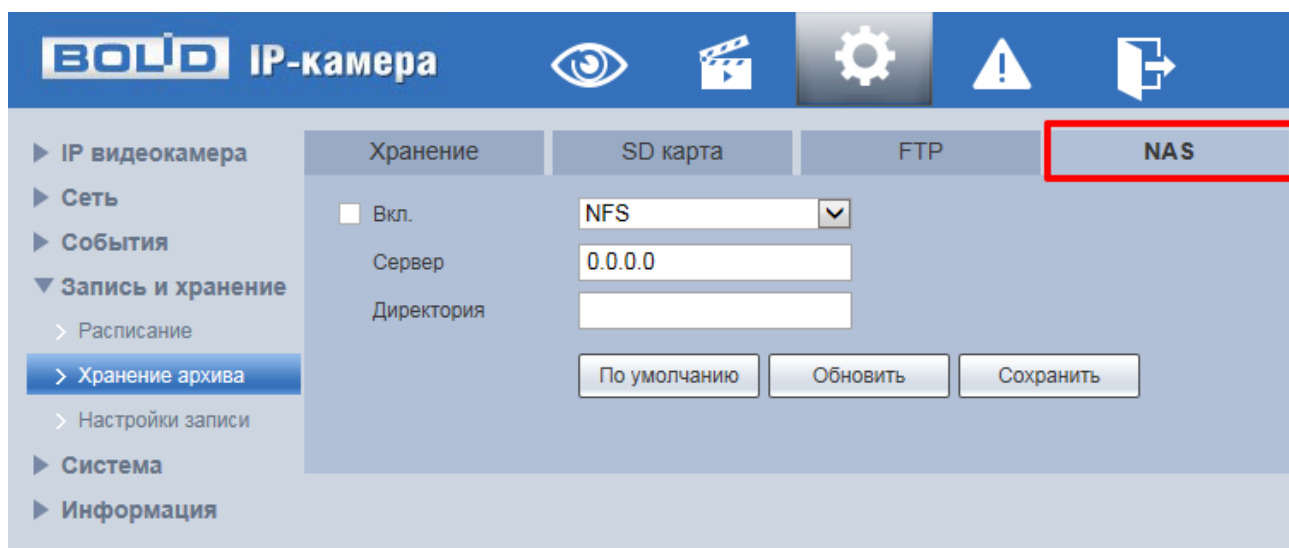 BOLID IP-камера
IP видеокамера
Сеть
События
Запись и хранение
Расписание
Хранение архива
Настройки записи
Система
Информация
Хранение SD карта FTP NAS
Вкл. NFS
Сервер 0.0.0.0
Директория
По умолчанию Обновить Сохранить